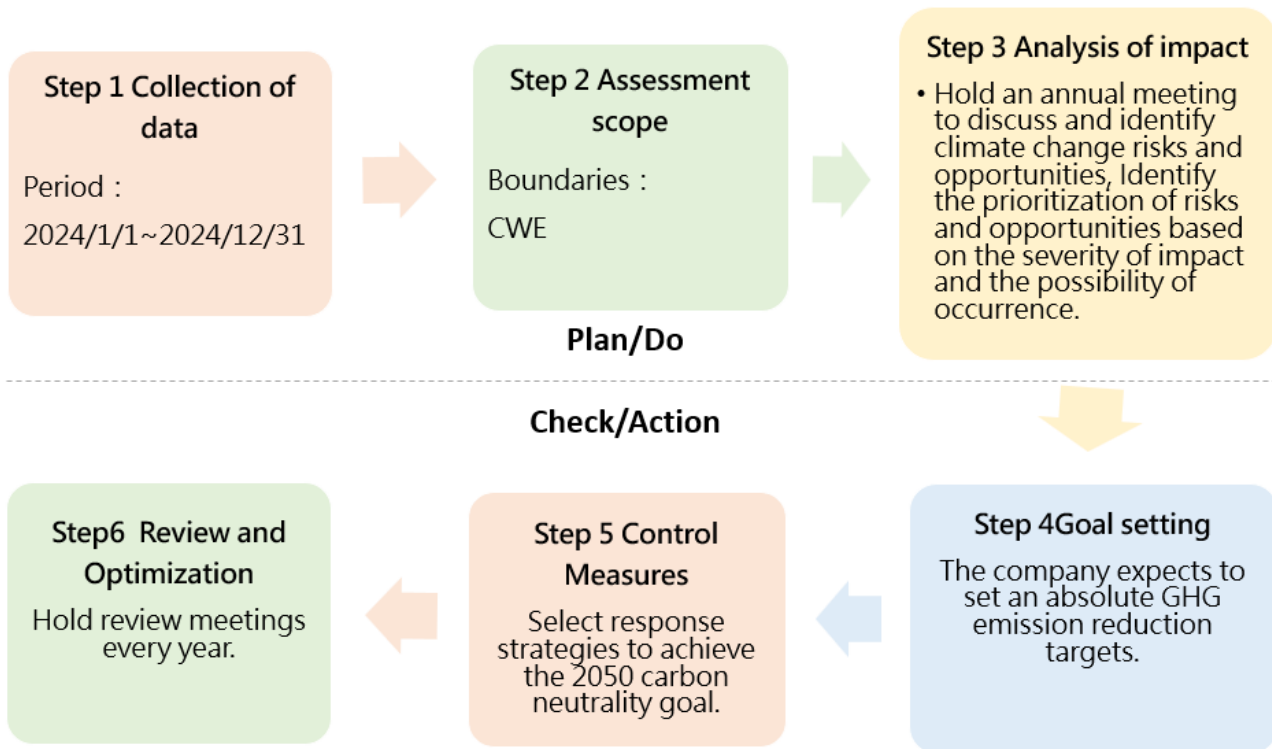 Step 1 Collection of
data
Period：
2024/1/1~2024/12/31
Step 2 Assessment
scope
Boundaries：
CWE
Step 3 Analysis of impact
• Hold an annual meeting
to discuss and identify
climate change risks and
opportunities, Identify
the prioritization of risks
and opportunities based
on the severity of impact
and the possibility of
occurrence.
Plan/Do
Check/Action
Step 4Goal setting
The company expects to
set an absolute GHG
emission reduction
targets.
Step 5 Control
Measures
Select response
strategies to achieve
the 2050 carbon
neutrality goal.
Step6 Review and
Optimization
Hold review meetings
every year.